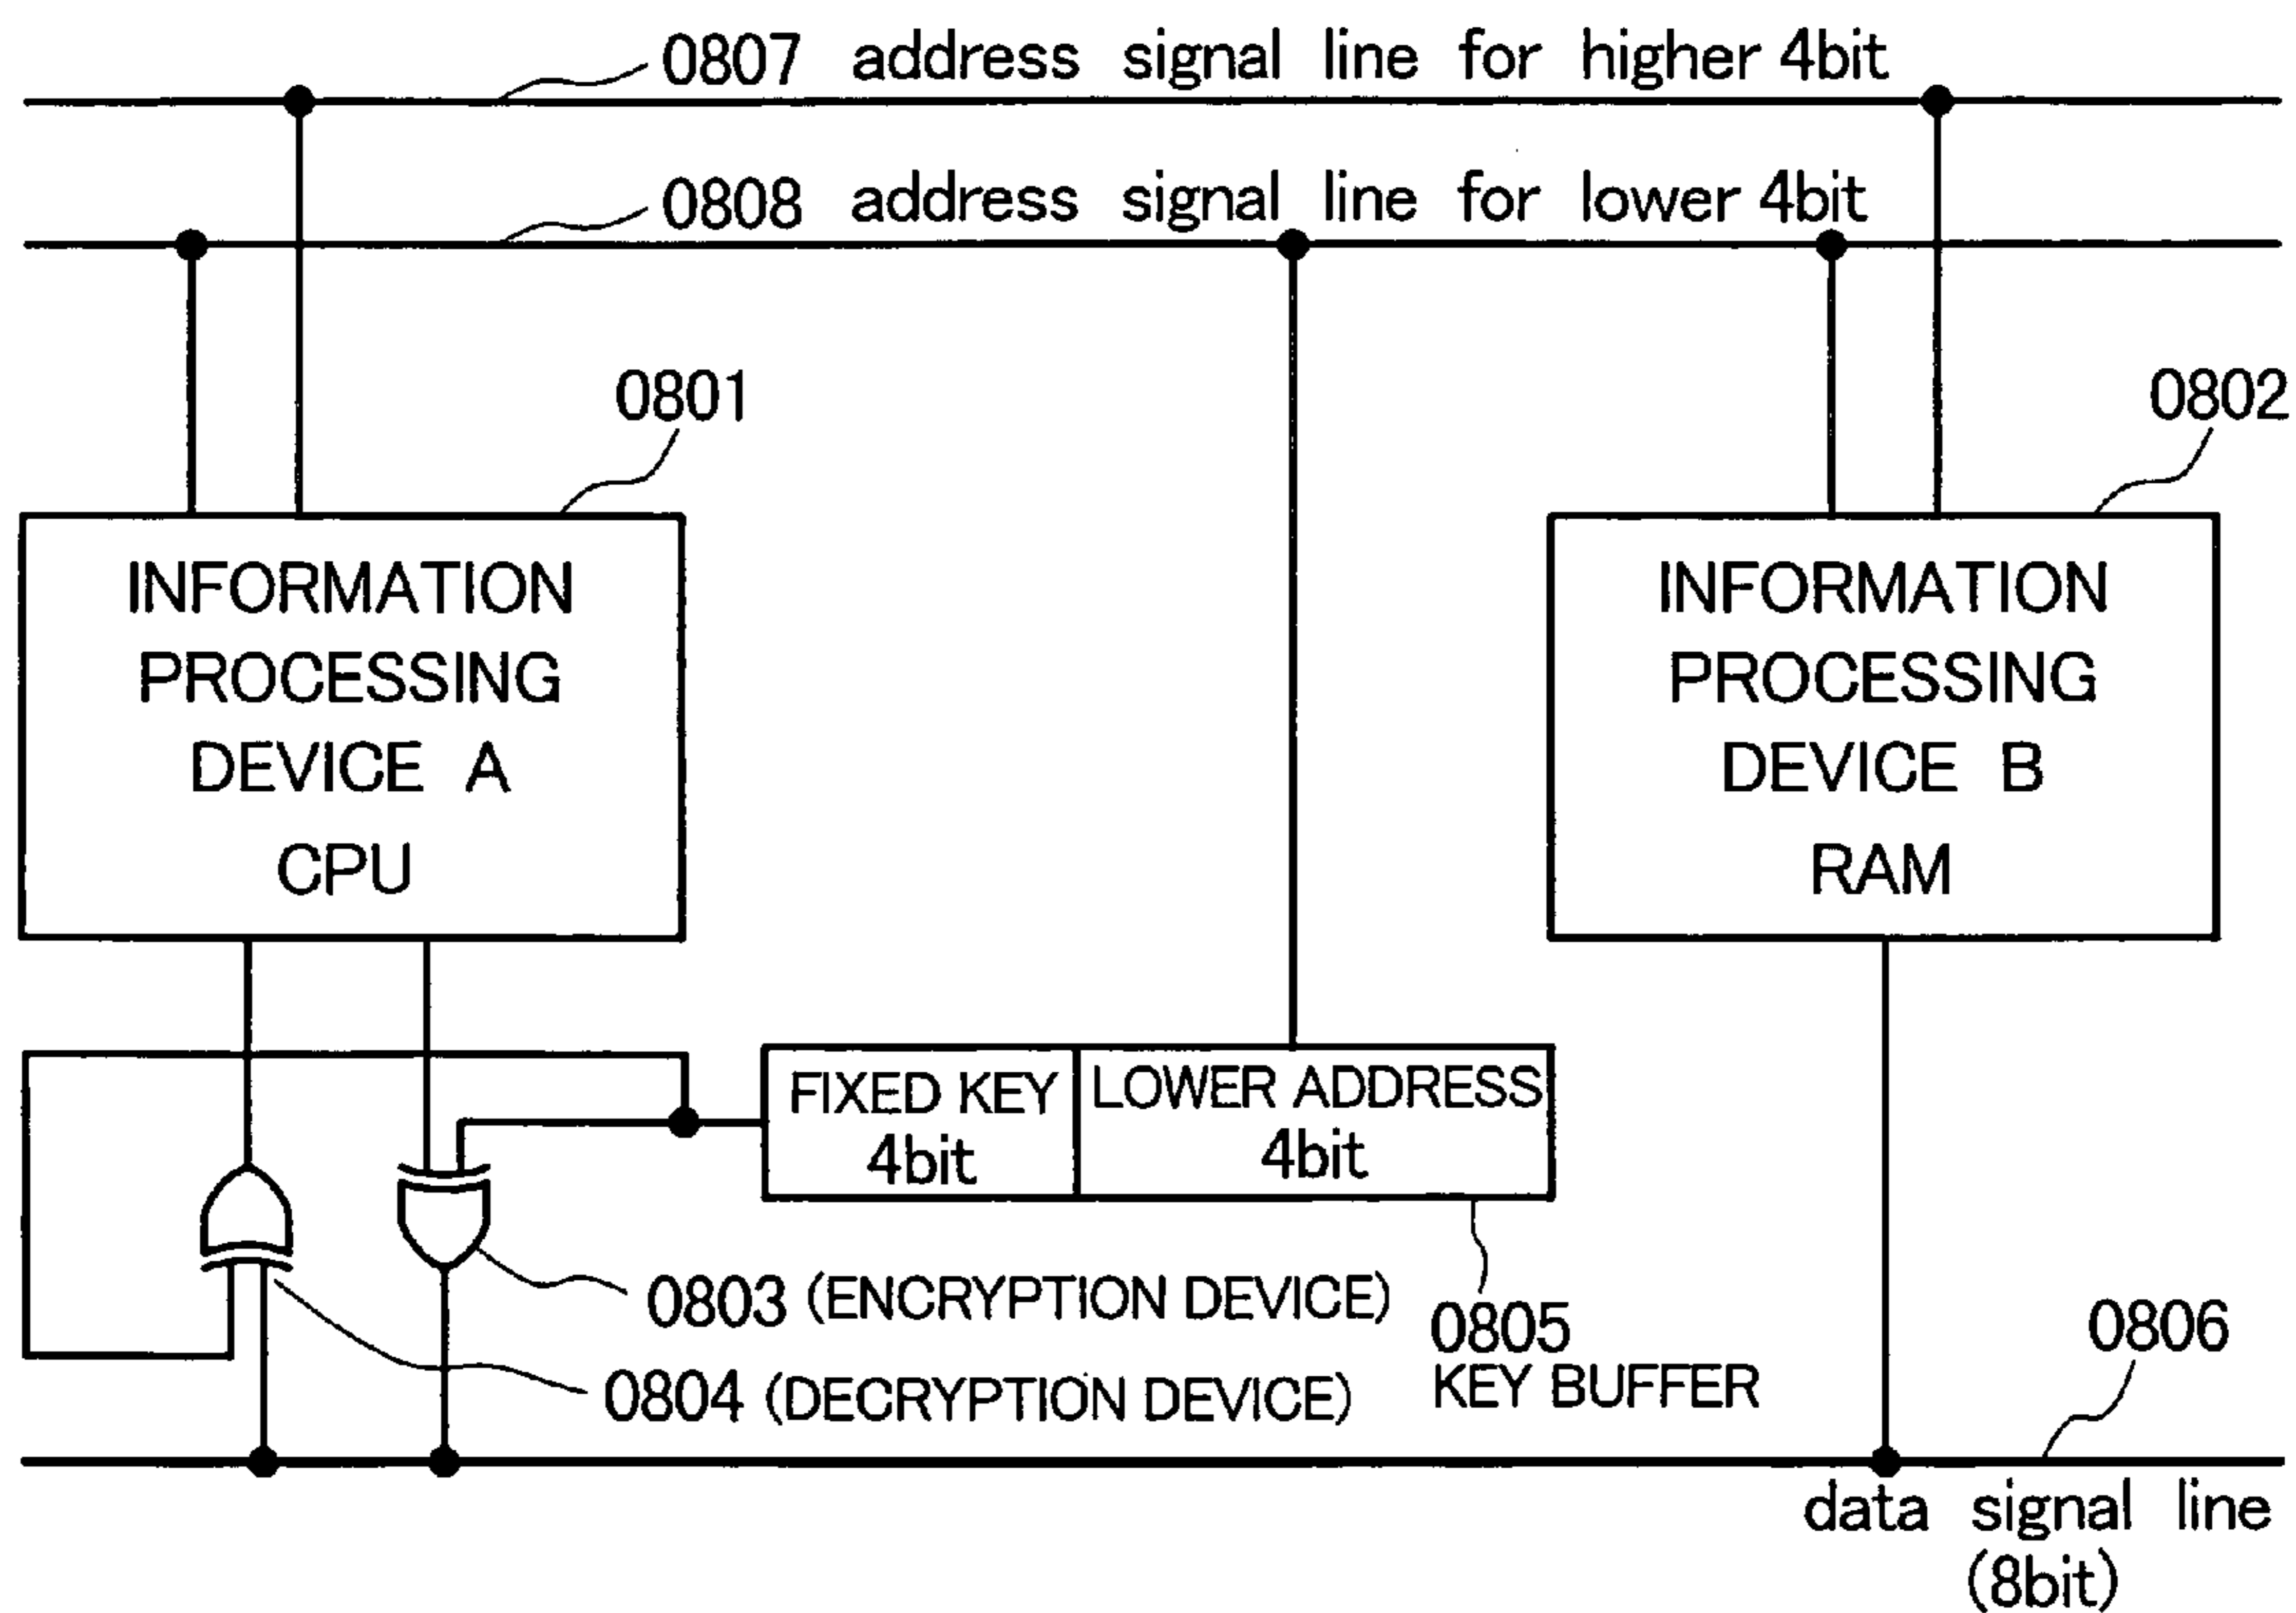 0807 address signal line for higher 4bit
0808 address signal line for lower 4bit
0801
0802
INFORMATION
PROCESSING
DEVICE A
CPU
INFORMATION
PROCESSING
DEVICE B
RAM
FIXED KEY
4bit
LOWER ADDRESS
4bit
0803 (ENCRYPTION DEVICE)
0804 (DECRYPTION DEVICE)
0805
KEY BUFFER
0806
data signal line
(8bit)